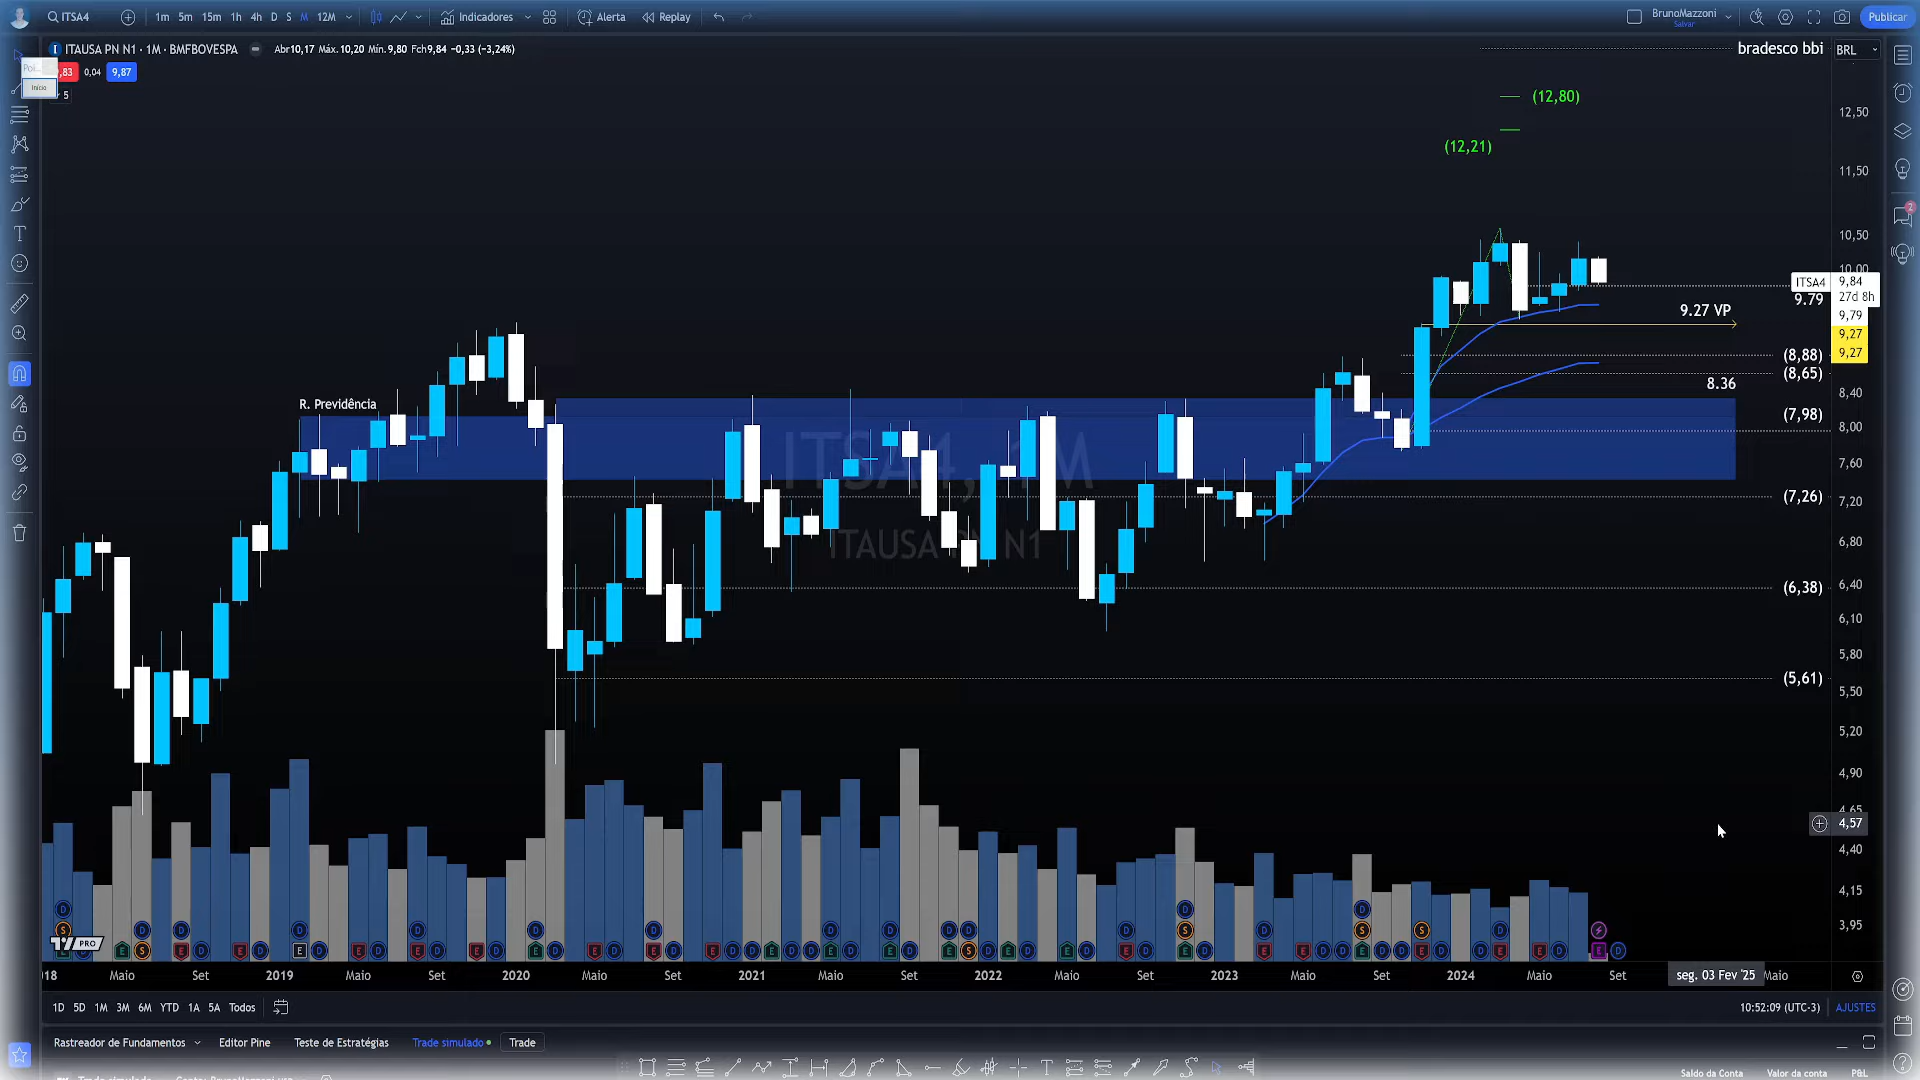 ITSA4
1m 5m 15m 1h 4h D S M 12M
Indicadores
Alerta
Replay
BrunoMazzoni
Salvar
Publicar
ITAUSA PN N1 · 1M · BMFBOVESPA
Abr10,17 Máx.10,20 Mín.9,80 Fch9,84 −0,33 (−3,24%)
bradesco bbi
BRL
9,83 0,04 9,87
Início
5
(12,80)
12,50
(12,21)
11,50
10,50
10,00
ITSA4 9,84
27d 8h
9.79
9,79
9.27 VP
9,27
9,27
(8,88)
(8,65)
8.36
8,40
R. Previdência
(7,98)
8,00
ITSA4, 1M
7,60
(7,26)
7,20
ITAUSA PN N1
6,80
(6,38)
6,40
6,10
5,80
(5,61)
5,50
5,20
4,90
4,65
4,57
4,40
4,15
3,95
PRO
2018 Maio Set 2019 Maio Set 2020 Maio Set 2021 Maio Set 2022 Maio Set 2023 Maio Set 2024 Maio Set seg. 03 Fev '25 Maio
1D 5D 1M 3M 6M YTD 1A 5A Todos
10:52:09 (UTC-3) AJUSTES
Rastreador de Fundamentos
Editor Pine
Teste de Estratégias
Trade simulado
Trade
Saldo da Conta Valor da conta P&L